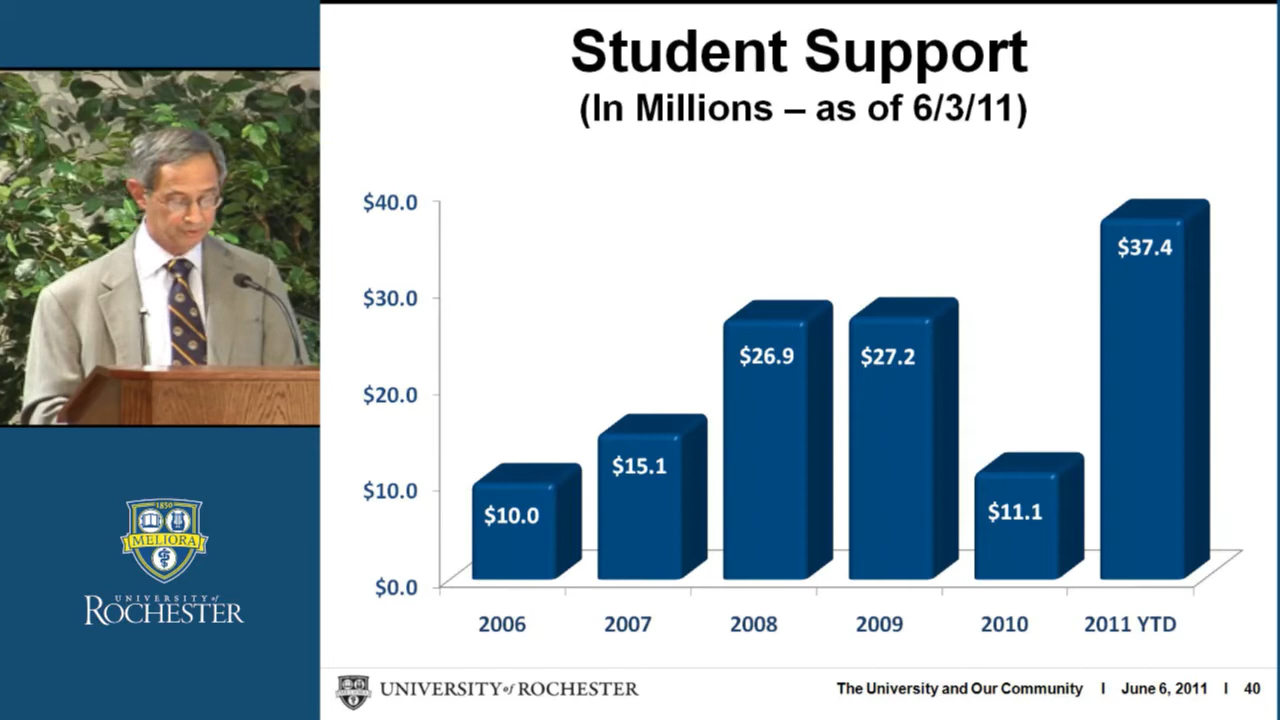 Student Support
(In Millions – as of 6/3/11)
$40.0
$30.0
$20.0
$10.0
$0.0
$10.0
$15.1
$26.9
$27.2
$11.1
$37.4
2006
2007
2008
2009
2010
2011 YTD
1850
MELIORA
UNIVERSITY of
ROCHESTER
UNIVERSITY of ROCHESTER
The University and Our Community I June 6, 2011 I 40